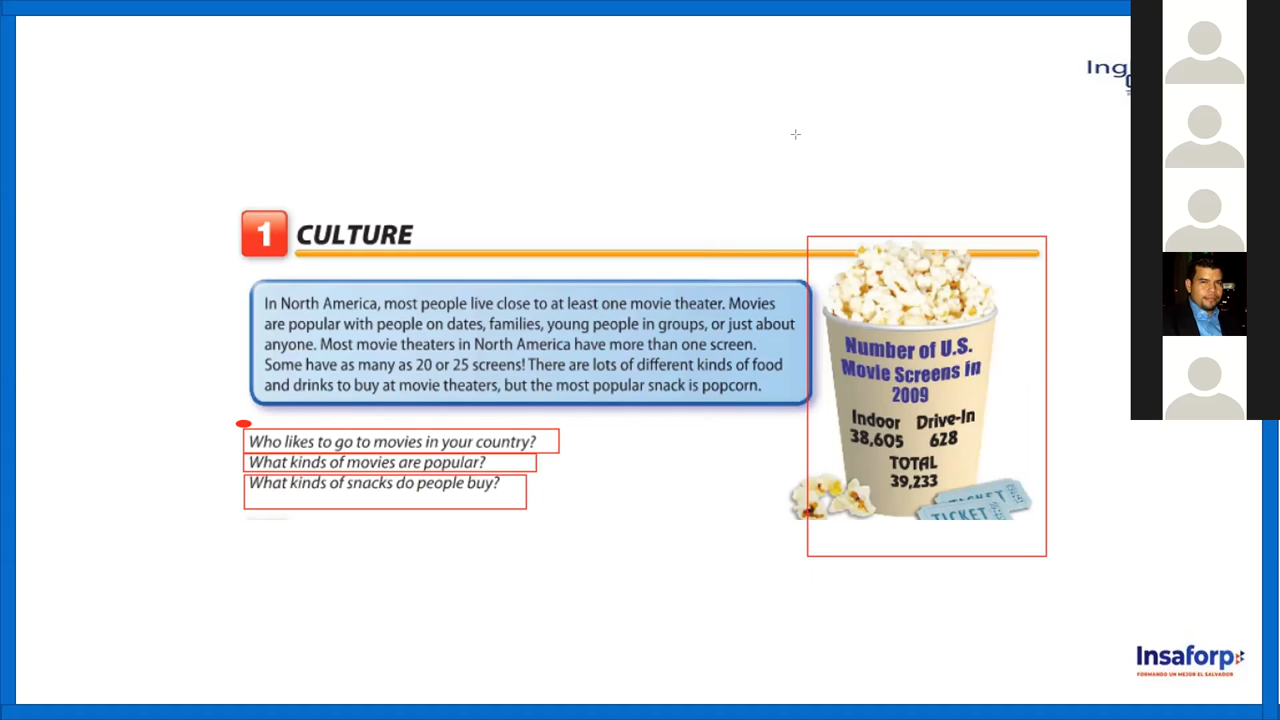 Ing
1 CULTURE
In North America, most people live close to at least one movie theater. Movies
are popular with people on dates, families, young people in groups, or just about
anyone. Most movie theaters in North America have more than one screen.
Some have as many as 20 or 25 screens! There are lots of different kinds of food
and drinks to buy at movie theaters, but the most popular snack is popcorn.
Who likes to go to movies in your country?
What kinds of movies are popular?
What kinds of snacks do people buy?
Number of U.S.
Movie Screens in
2009
Indoor Drive-In
38,605 628
TOTAL
39,233
TICKET
TICKET
Insaforp
FORMANDO UN MEJOR EL SALVADOR